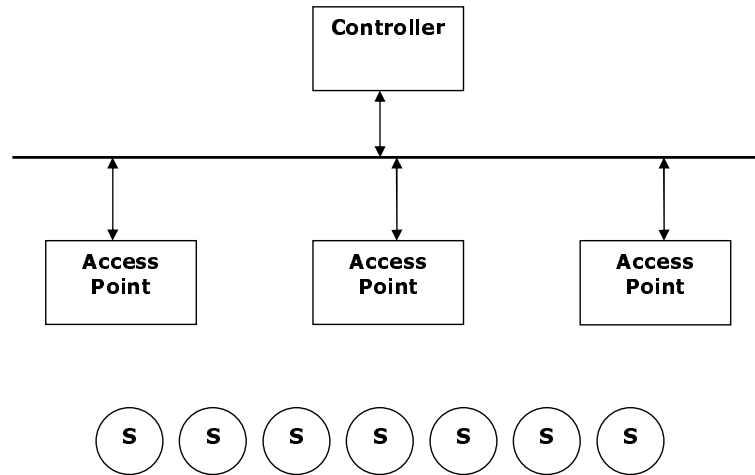 Controller
Access
Point
Access
Point
Access
Point
S S S S S S S